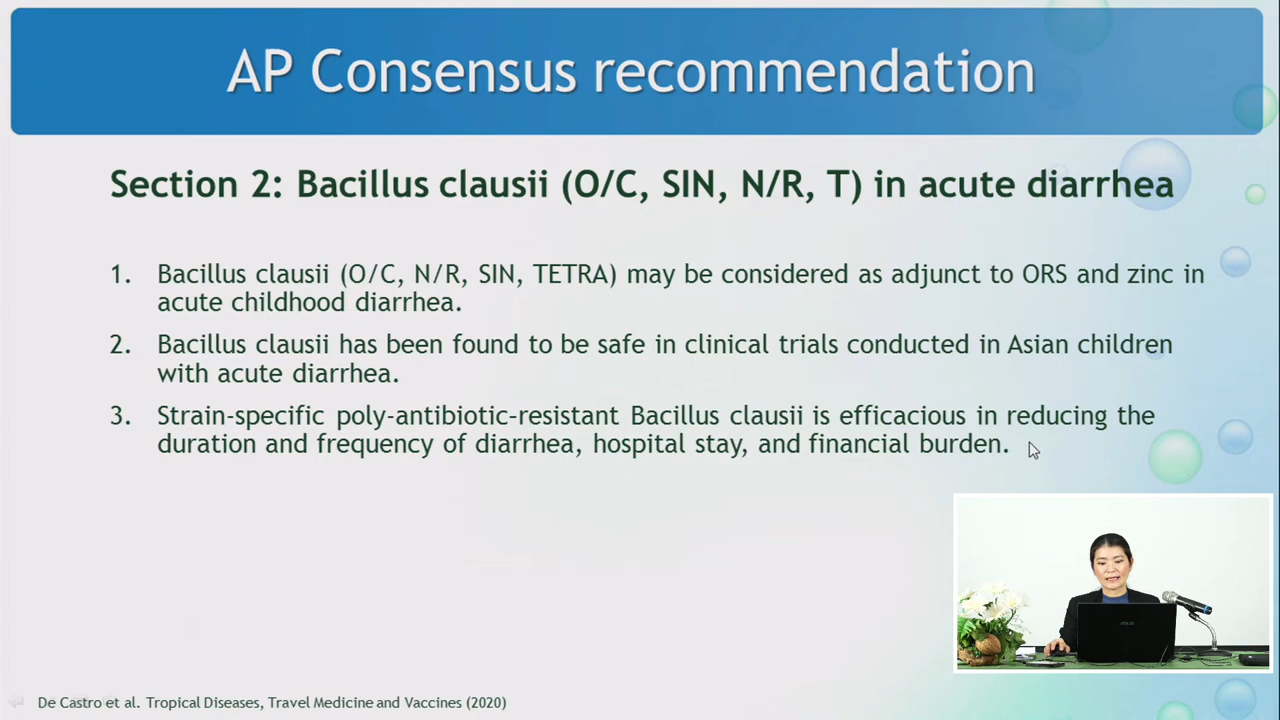 AP Consensus recommendation
Section 2: Bacillus clausii (O/C, SIN, N/R, T) in acute diarrhea
1. Bacillus clausii (O/C, N/R, SIN, TETRA) may be considered as adjunct to ORS and zinc in
acute childhood diarrhea.
2. Bacillus clausii has been found to be safe in clinical trials conducted in Asian children
with acute diarrhea.
3. Strain-specific poly-antibiotic-resistant Bacillus clausii is efficacious in reducing the
duration and frequency of diarrhea, hospital stay, and financial burden.
ASUS
De Castro et al. Tropical Diseases, Travel Medicine and Vaccines (2020)